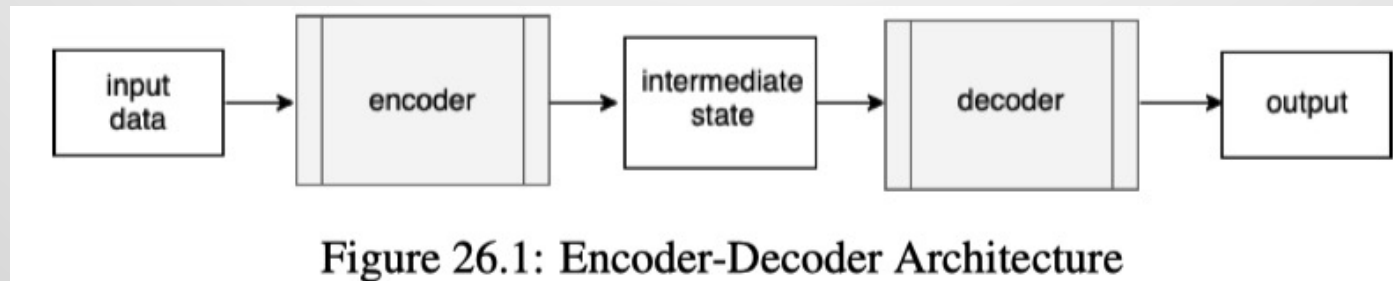 input
data
encoder
intermediate
state
decoder
output
Figure 26.1: Encoder-Decoder Architecture